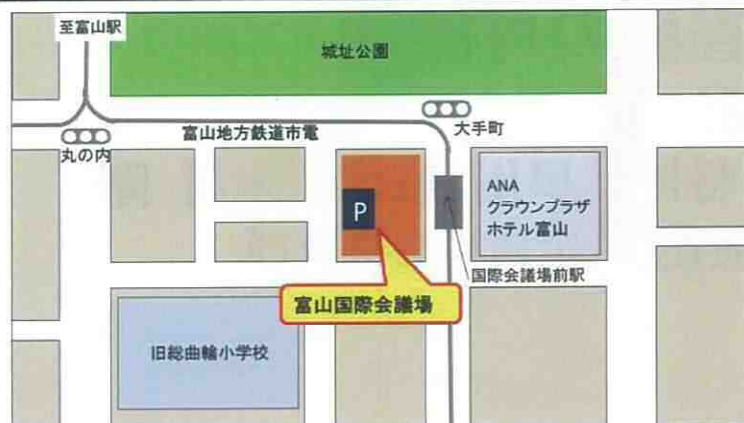 至富山駅
城址公園
大手町
富山地方鉄道市電
丸の内
ANA
クラウンプラザ
ホテル富山
P
国際会議場前駅
富山国際会議場
旧総曲輪小学校